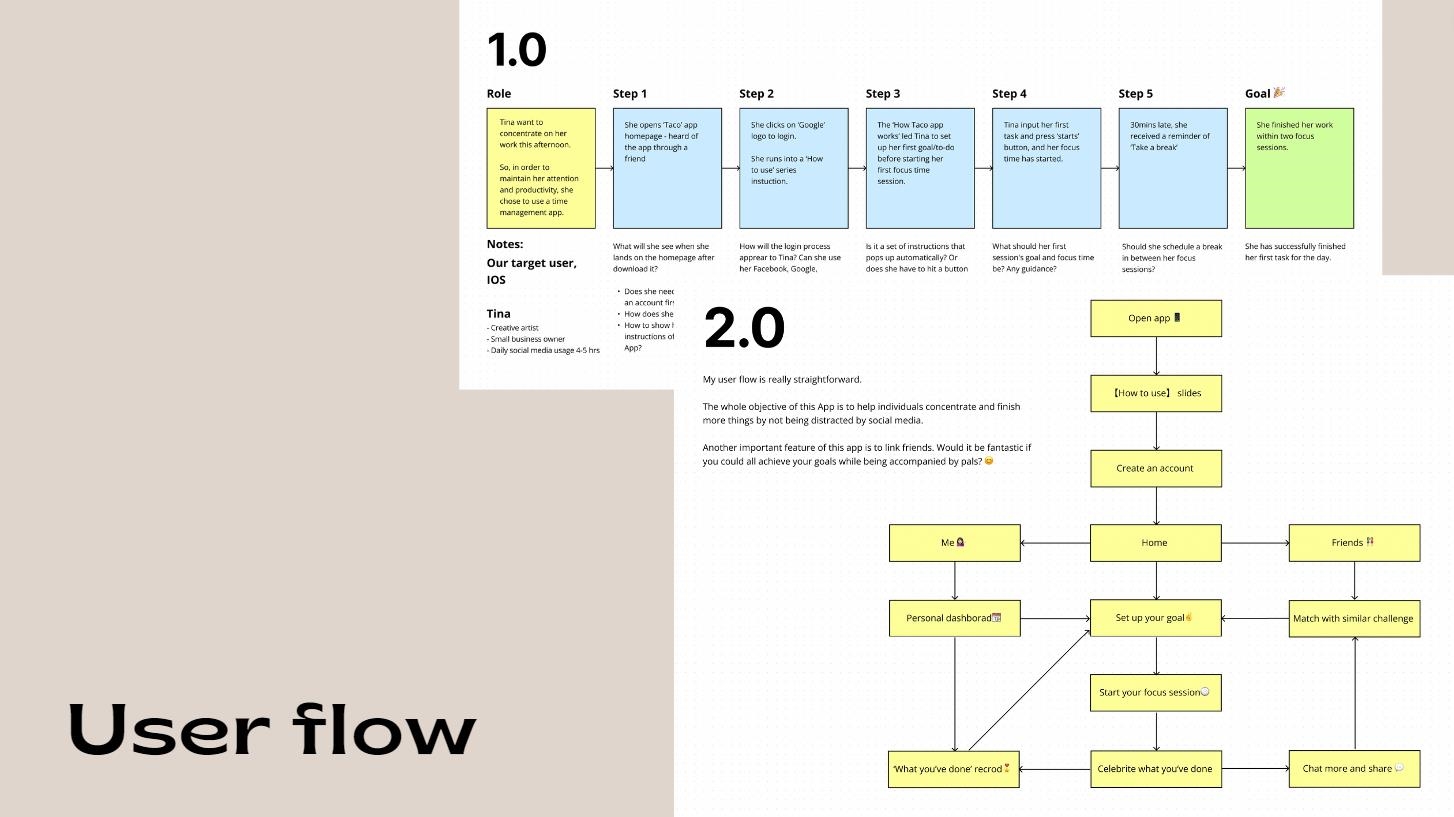 1.0
Role
Tina want to
concentrate on her
work this afternoon.
So, in order to
maintain her attention
and productivity, she
chose to use a time
management app.
Step 1
She opens 'Taco' app
homepage - heard of
the app through a
friend
Step 2
She clicks on 'Google'
logo to login.
She runs into a 'How
to use' series
instuction.
Step 3
The 'How Taco app
works' led Tina to set
up her first goal/to-do
before starting her
first focus time
session.
Step 4
Tina input her first
task and press 'starts'
button, and her focus
time has started.
Step 5
30mins late, she
received a reminder of
'Take a break'
Goal 🎉
She finished her work
within two focus
sessions.
Notes:
Our target user,
IOS
Tina
- Creative artist
- Small business owner
- Daily social media usage 4-5 hrs
What will she see when she
lands on the homepage after
download it?
• Does she need
an account
• How does she
• How to show
instructions of
App?
How will the login process
apprear to Tina? Can she use
her Facebook, Google,
Is it a set of instructions that
pops up automatically? Or
does she have to hit a button
What should her first
session's goal and focus time
be? Any guidance?
Should she schedule a break
in between her focus
sessions?
She has successfully finished
her first task for the day.
2.0
My user flow is really straightforward.
The whole objective of this App is to help individuals concentrate and finish
more things by not being distracted by social media.
Another important feature of this app is to link friends. Would it be fantastic if
you could all achieve your goals while being accompanied by pals? 😊
Open app 📱
【How to use】 slides
Create an account
Me 💁🏻‍♀️
Home
Friends 👯
Personal dashborad📅
Set up your goal✌️
Match with similar challenge
Start your focus session
'What you've done' recrod🎖️
Celebrite what you've done
Chat more and share 💬
User flow